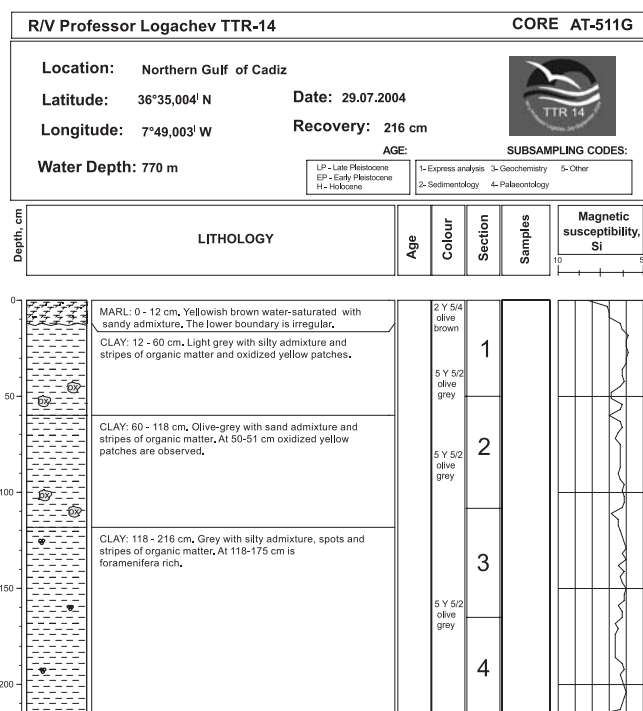 R/V Professor Logachev TTR-14
CORE AT-511G
Location: Northern Gulf of Cadiz
Latitude: 36°35,004' N
Date: 29.07.2004
Longitude: 7°49,003' W
Recovery: 216 cm
Water Depth: 770 m
TTR 14
AGE:
LP - Late Pleistocene
EP - Early Pleistocene
H - Holocene
SUBSAMPLING CODES:
1- Express analysis 3- Geochemistry 5- Other
2- Sedimentology 4- Palaeontology
Depth, cm
LITHOLOGY
Age
Colour
Section
Samples
Magnetic
susceptibility,
Si
10 5
0
MARL: 0 - 12 cm. Yellowish brown water-saturated with
sandy admixture. The lower boundary is irregular.
CLAY: 12 - 60 cm. Light grey with silty admixture and
stripes of organic matter and oxidized yellow patches.
2 Y 5/4
olive
brown
1
5 Y 5/2
olive
grey
OX
OX
50
CLAY: 60 - 118 cm. Olive-grey with sand admixture and
stripes of organic matter. At 50-51 cm oxidized yellow
patches are observed.
5 Y 5/2
olive
grey
2
100
OX
OX
CLAY: 118 - 216 cm. Grey with silty admixture, spots and
stripes of organic matter. At 118-175 cm is
foramenifera rich.
3
150
5 Y 5/2
olive
grey
4
200